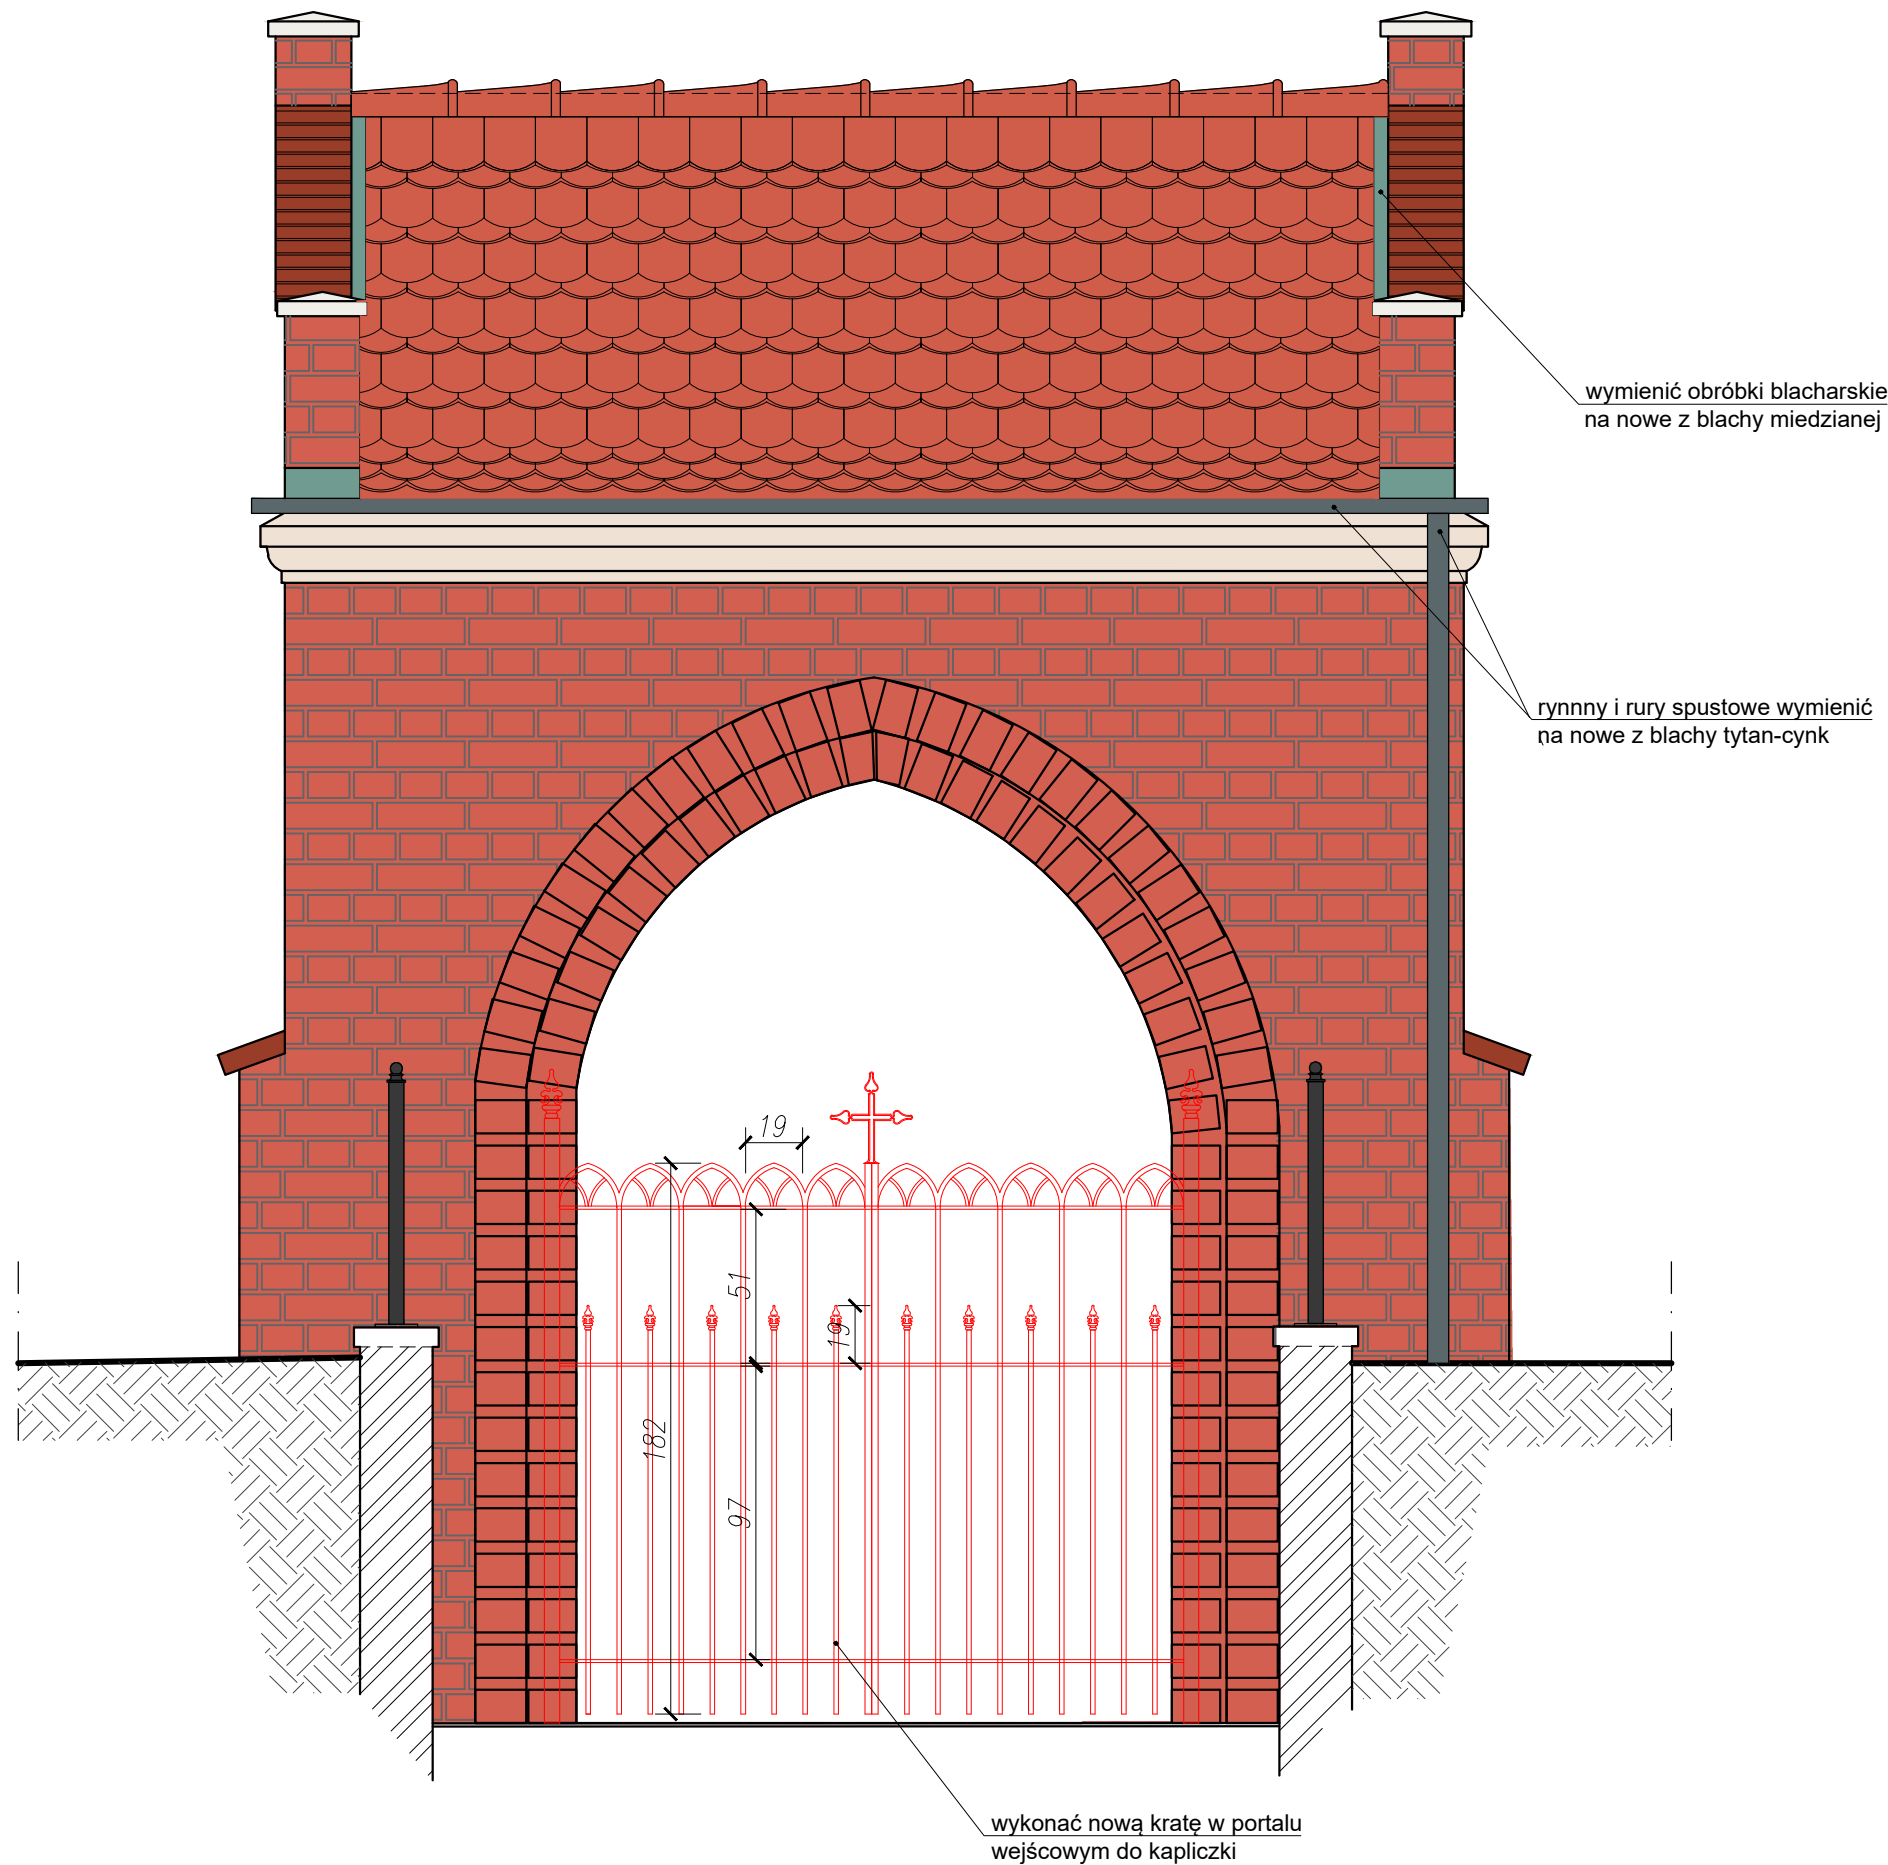 wymienić obróbki blacharskie
na nowe z blachy miedzianej
rynnny i rury spustowe wymienić
na nowe z blachy tytan-cynk
19
51
19
182
97
wykonać nową kratę w portalu
wejścowym do kapliczki